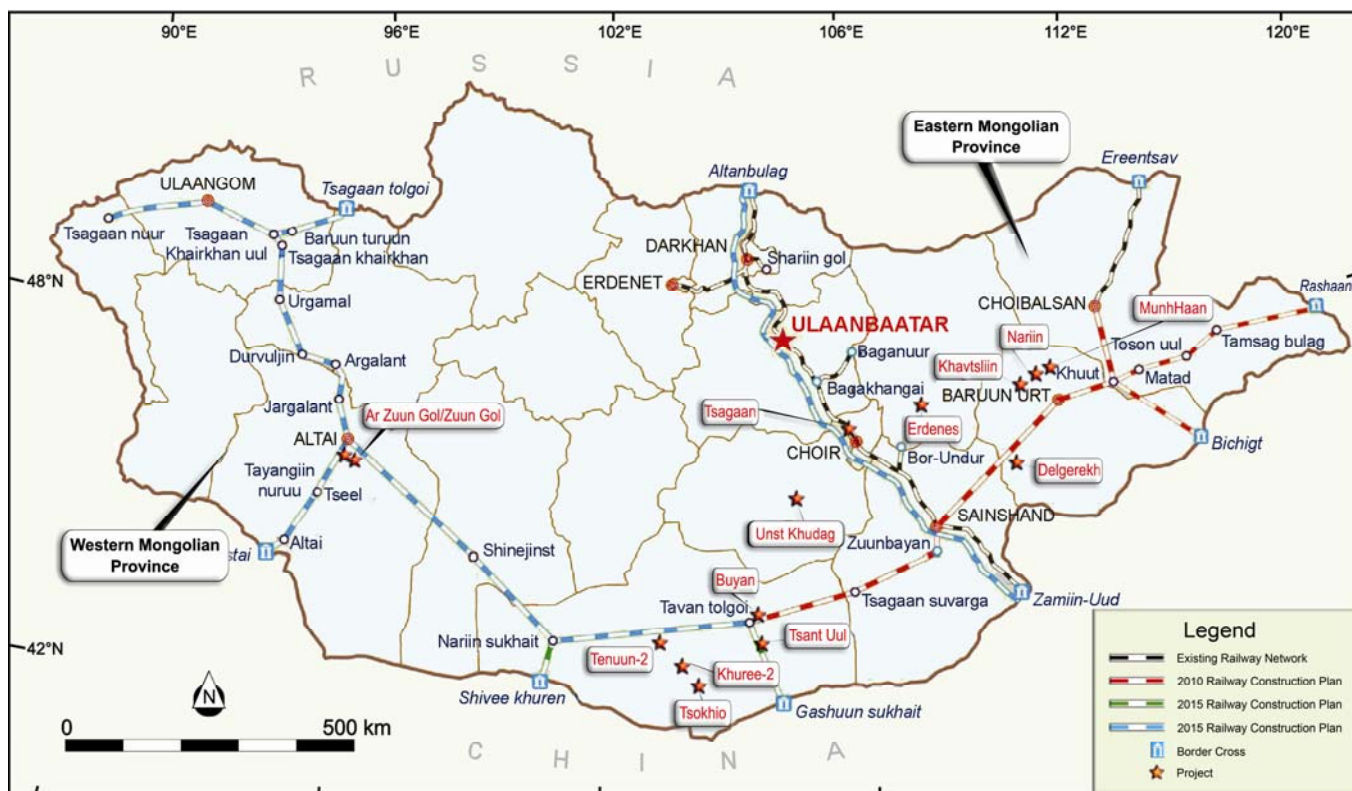 90°E
96°E
102°E
106°E
112°E
120°E
RUSSIA
Eastern Mongolian
Province
Ereentsav
Altanbulag
ULAANGOM
Tsagaan tolgoi
Tsagaan nuur
Tsagaan
Khairkhan uul
Baruun turuun
Tsagaan khairkhan
DARKHAN
Shariin gol
ERDENET
48°N
Rashaan
CHOIBALSAN
MunhHaan
Urgamal
ULAANBAATAR
Nariin
Toson uul
Tamsag bulag
Durvuljin
Argalant
Baganuur
Khavtsliin
Khuut
Matad
Bagakhangai
BARUUN URT
Jargalant
Ar Zuun Gol/Zuun Gol
Tsagaan
Erdenes
ALTAI
CHOIR
Bor-Undur
Bichigt
Tayangiin
nuruu
Tseel
Delgerekh
Unst Khudag
SAINSHAND
Western Mongolian
Province
stai
Altai
Shinejinst
Zuunbayan
Buyan
Tavan tolgoi
Tsagaan suvarga
Zamiin-Uud
42°N
Nariin sukhait
Tenuun-2
Tsant Uul
Khuree-2
Shivee khuren
Tsokhio
Gashuun sukhait
N
0
500 km
CHINA
Legend
Existing Railway Network
2010 Railway Construction Plan
2015 Railway Construction Plan
2015 Railway Construction Plan
Border Cross
Project